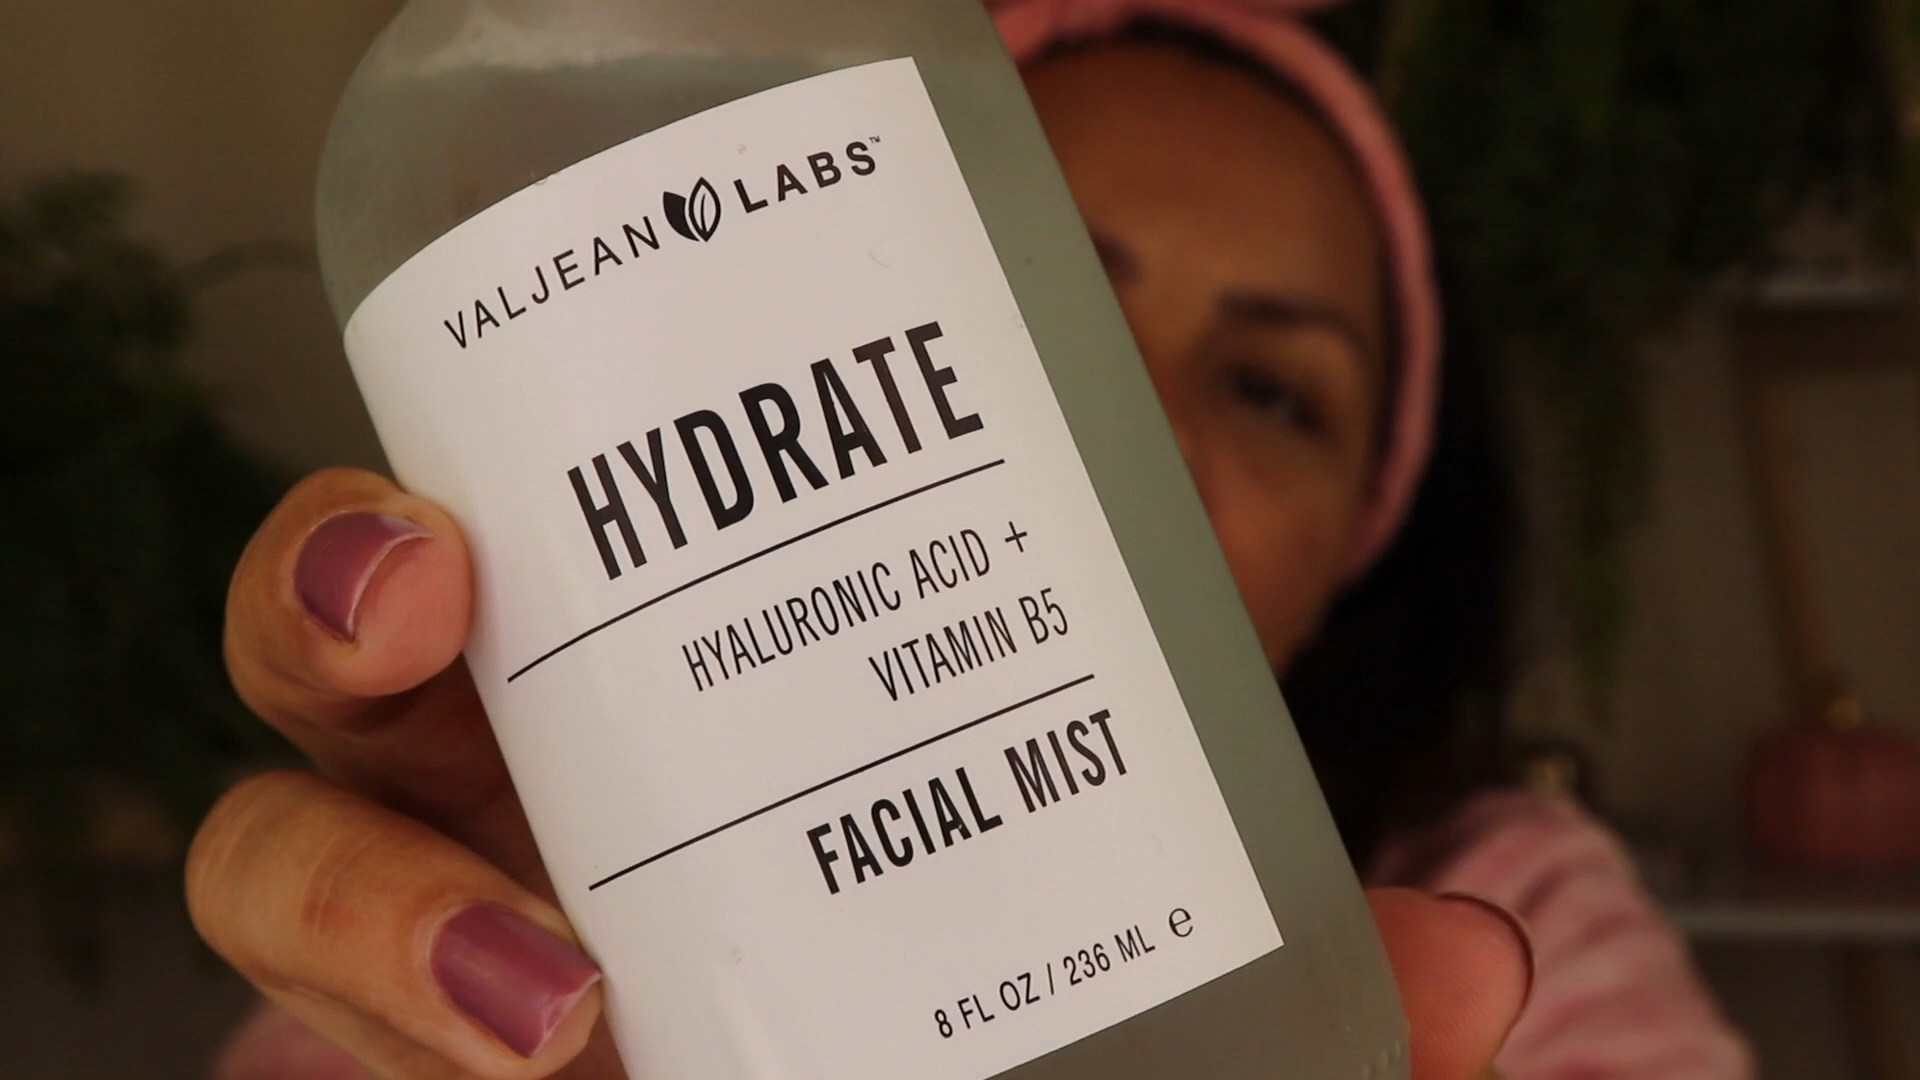 VALJEAN LABS™
HYDRATE
HYALURONIC ACID +
VITAMIN B5
FACIAL MIST
8 FL OZ / 236 ML ℮